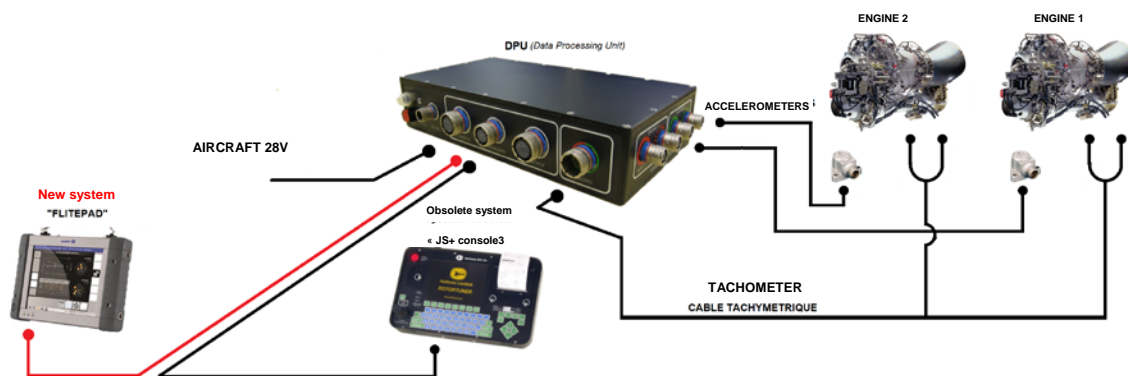 ENGINE 2
ENGINE 1
DPU (Data Processing Unit)
ACCELEROMETERS
AIRCRAFT 28V
New system
"FLITEPAD"
Obsolete system
« JS+ console3
ROTORTUNER
TACHOMETER
CABLE TACHYMETRIQUE